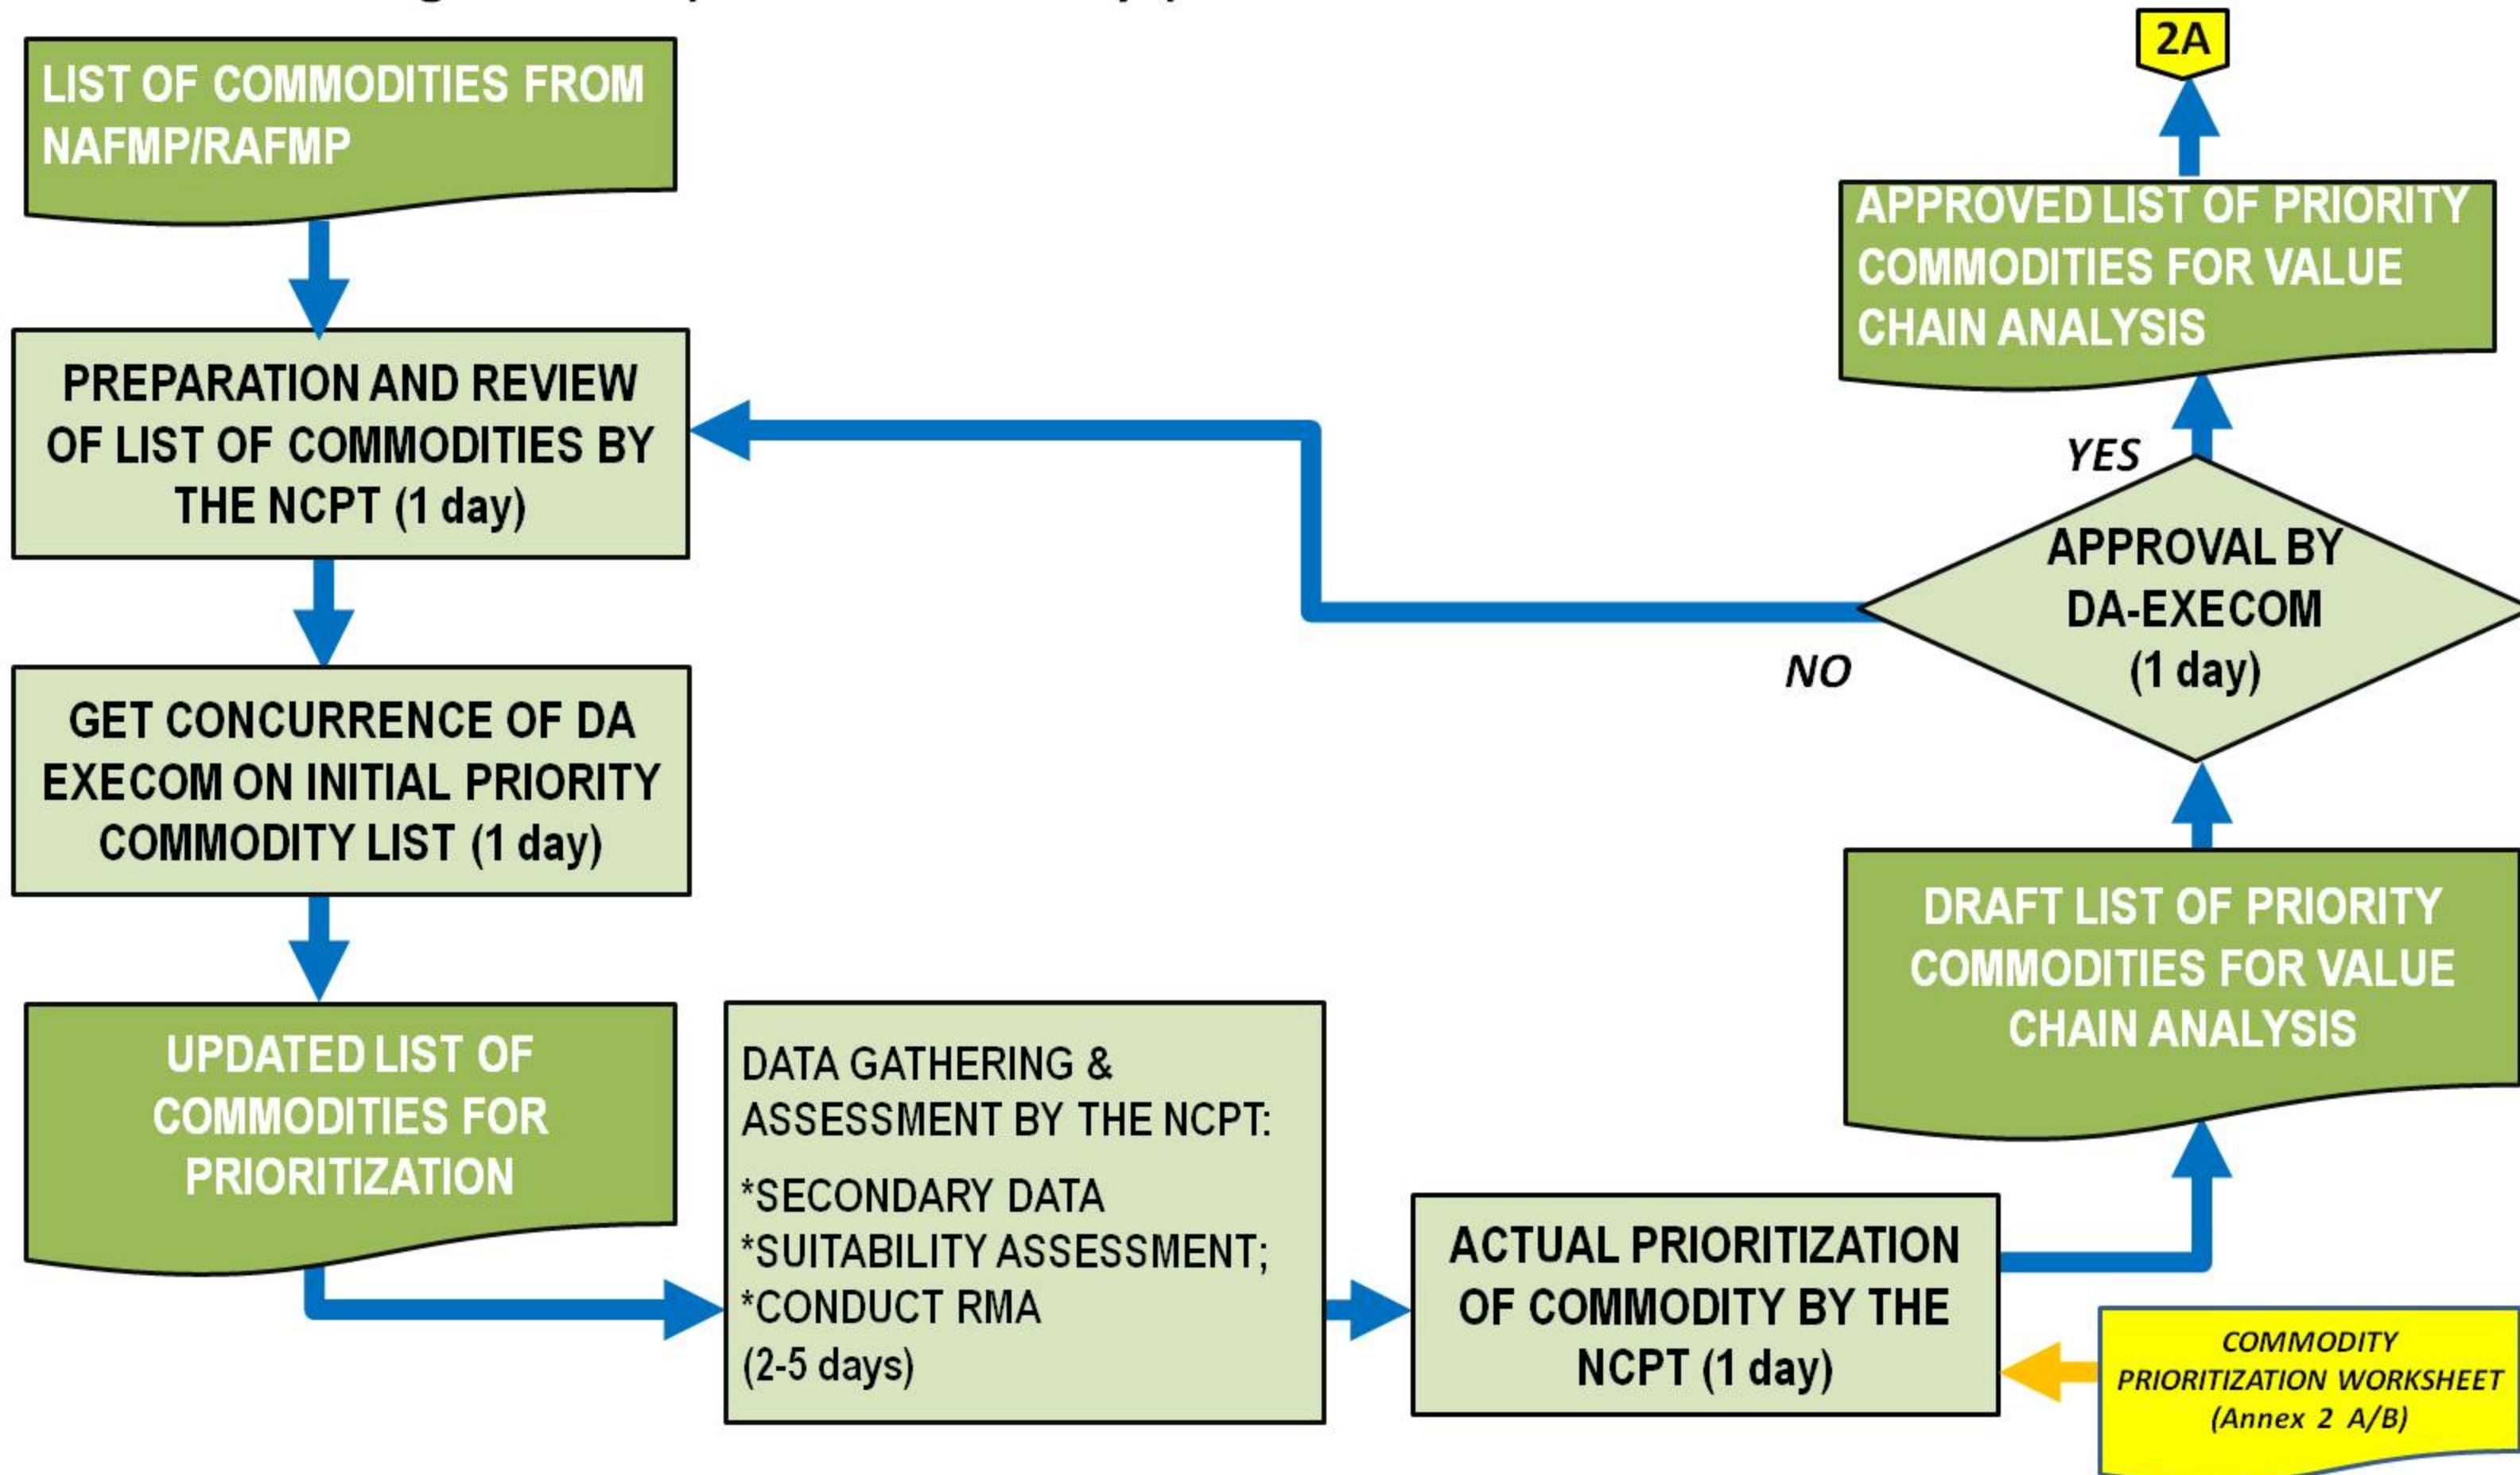 LIST OF COMMODITIES FROM
NAFMP/RAFMP
PREPARATION AND REVIEW
OF LIST OF COMMODITIES BY
THE NCPT (1 day)
GET CONCURRENCE OF DA
EXECOM ON INITIAL PRIORITY
COMMODITY LIST (1 day)
UPDATED LIST OF
COMMODITIES FOR
PRIORITIZATION
DATA GATHERING &
ASSESSMENT BY THE NCPT:
*SECONDARY DATA
*SUITABILITY ASSESSMENT;
*CONDUCT RMA
(2-5 days)
ACTUAL PRIORITIZATION
OF COMMODITY BY THE
NCPT (1 day)
COMMODITY
PRIORITIZATION WORKSHEET
(Annex 2 A/B)
DRAFT LIST OF PRIORITY
COMMODITIES FOR VALUE
CHAIN ANALYSIS
APPROVAL BY
DA-EXECOM
(1 day)
NO
YES
APPROVED LIST OF PRIORITY
COMMODITIES FOR VALUE
CHAIN ANALYSIS
2A